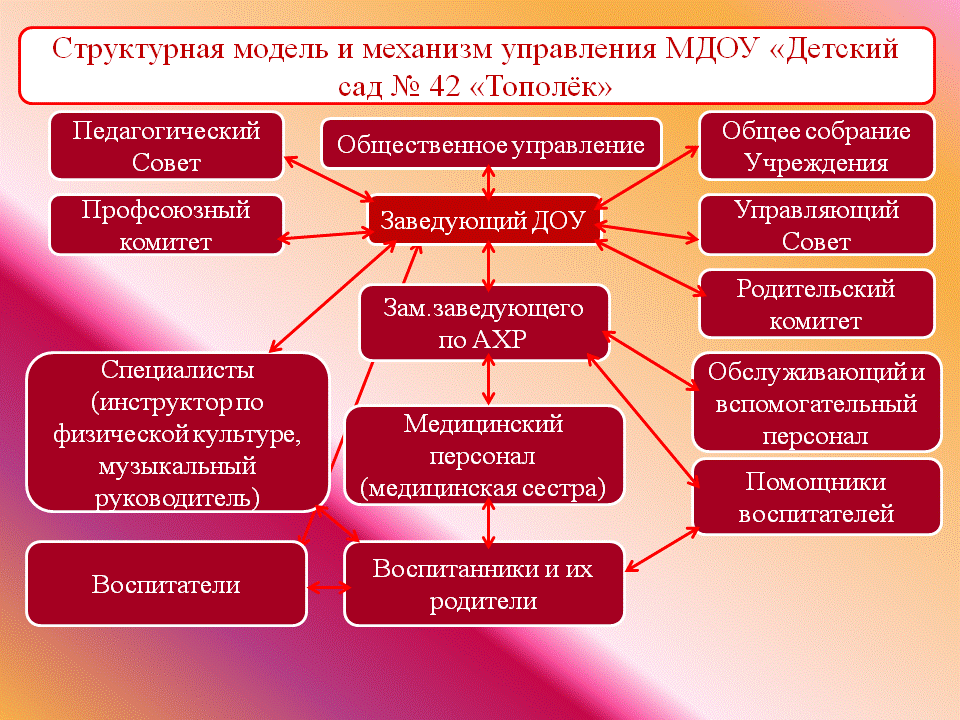 Структурная модель и механизм управления МДОУ «Детский
сад № 42 «Тополёк»
Педагогический
Совет
Общественное управление
Общее собрание
Учреждения
Профсоюзный
комитет
Заведующий ДОУ
Управляющий
Совет
Зам.заведующего
по АХР
Родительский
комитет
Специалисты
(инструктор по
физической культуре,
музыкальный
руководитель)
Медицинский
персонал
(медицинская сестра)
Обслуживающий и
вспомогательный
персонал
Помощники
воспитателей
Воспитатели
Воспитанники и их
родители